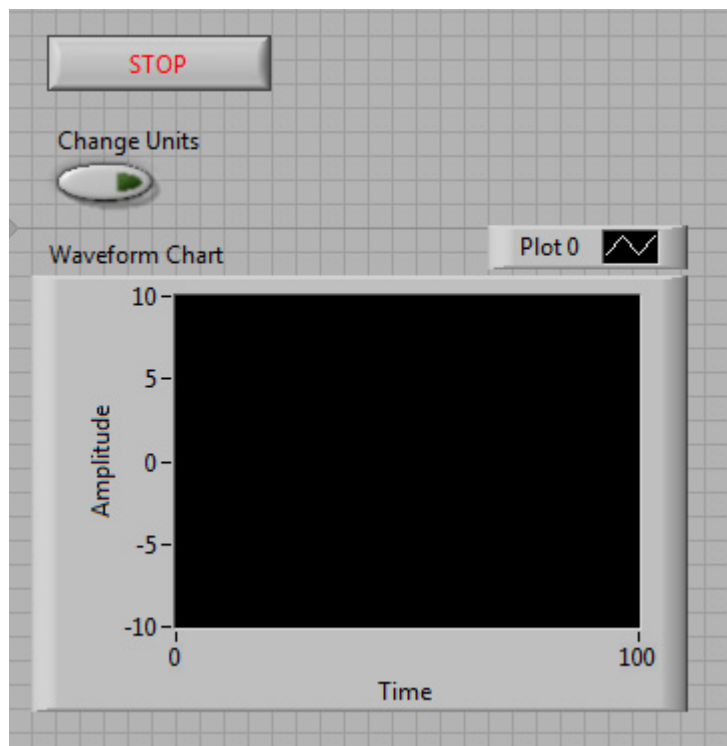 STOP
Change Units
Plot 0
Waveform Chart
10
5
0
-5
-10
Amplitude
0
100
Time